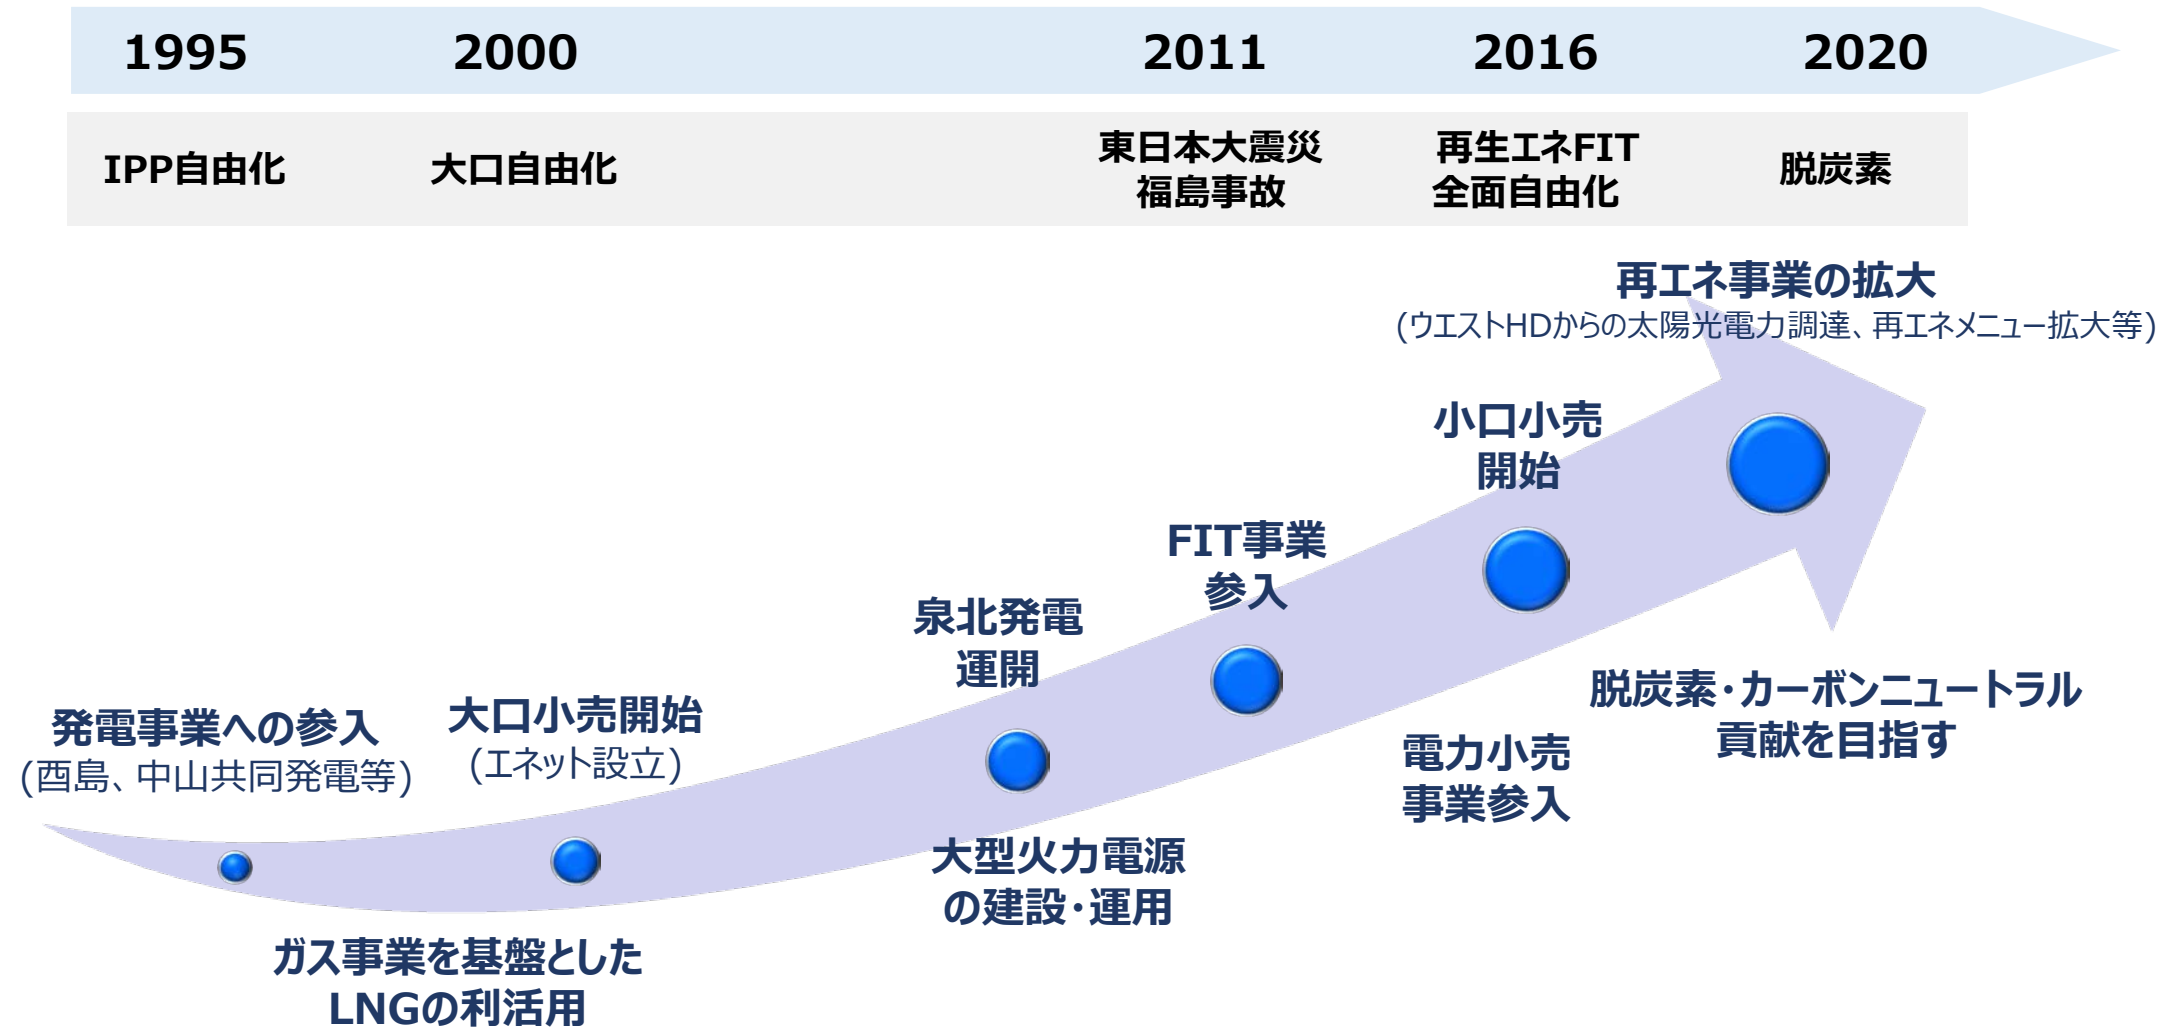 1995 2000 2011 2016 2020
IPP自由化
大口自由化
東日本大震災
福島事故
再生エネFIT
全面自由化
脱炭素
再エネ事業の拡大
(ウエストHDからの太陽光電力調達、再エネメニュー拡大等)
小口小売
開始
FIT事業
参入
泉北発電
運開
大口小売開始
(エネット設立)
発電事業への参入
(酉島、中山共同発電等)
脱炭素・カーボンニュートラル
貢献を目指す
電力小売
事業参入
大型火力電源
の建設・運用
ガス事業を基盤とした
LNGの利活用